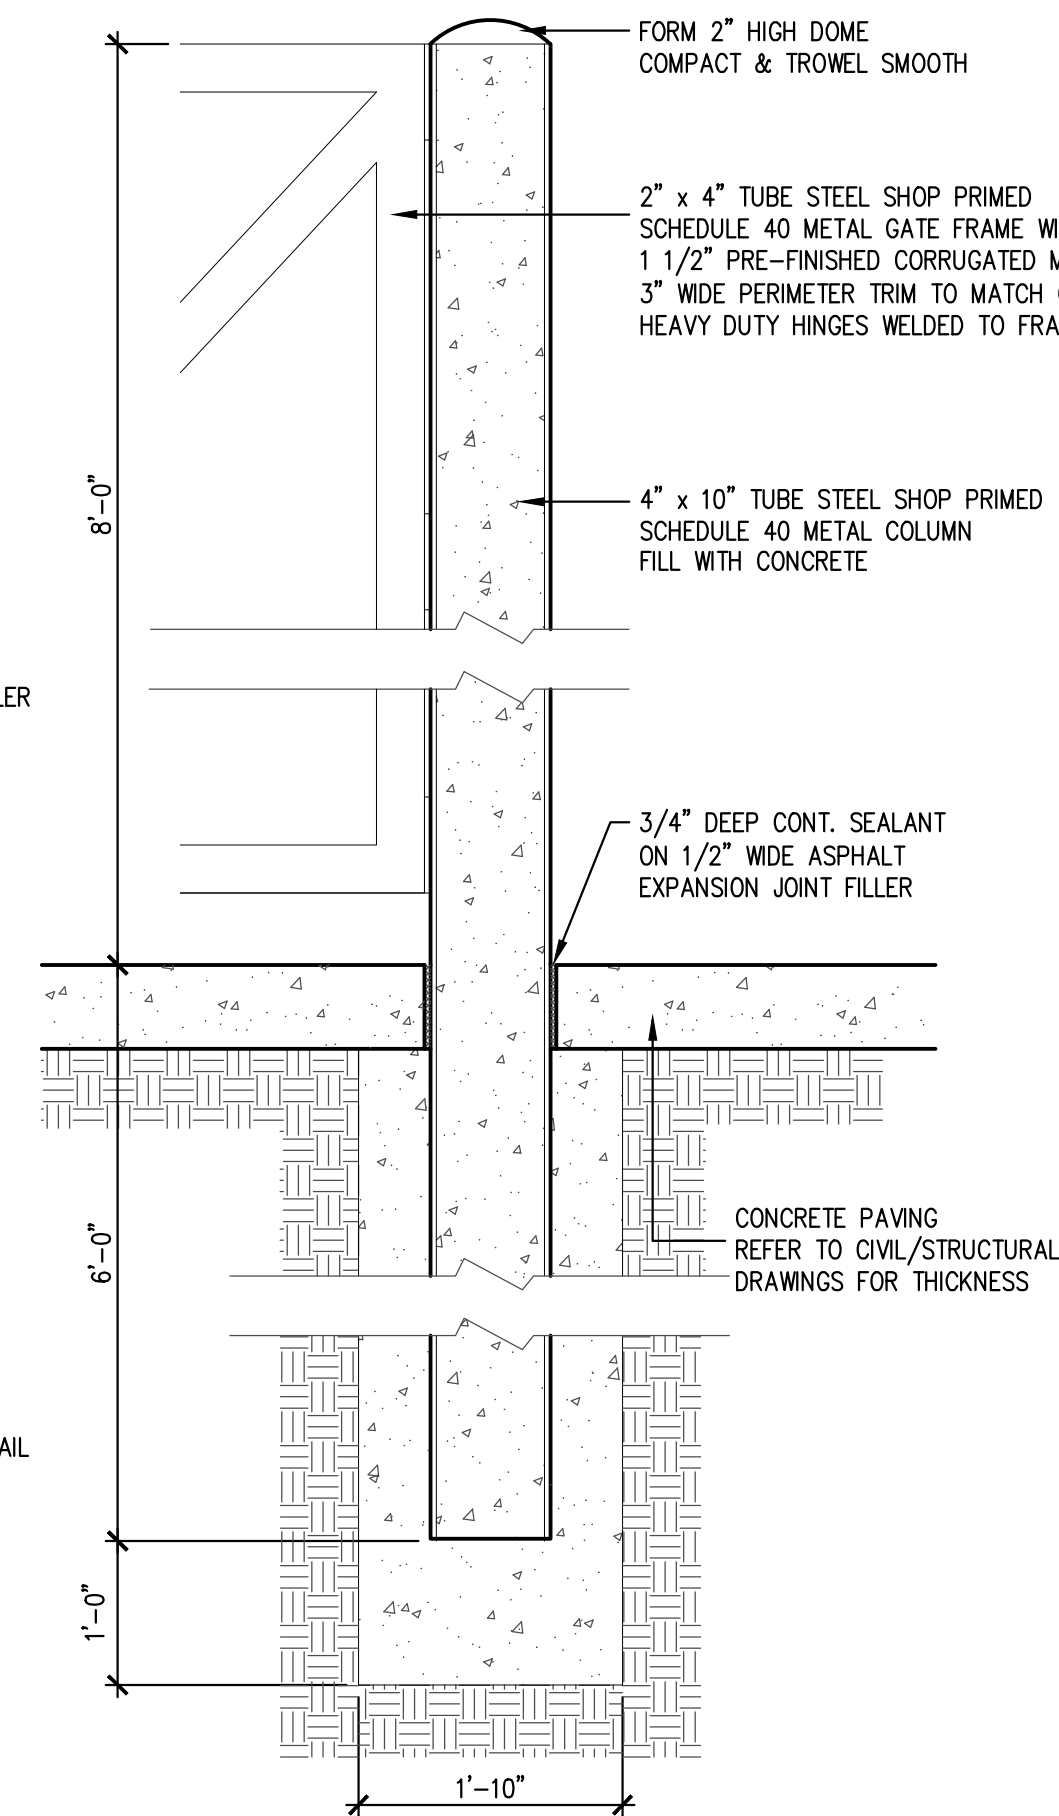 FORM 2" HIGH DOME
COMPACT & TROWEL SMOOTH
2" x 4" TUBE STEEL SHOP PRIMED
SCHEDULE 40 METAL GATE FRAME
1 1/2" PRE-FINISHED CORRUGATED
3" WIDE PERIMETER TRIM TO MATCH
HEAVY DUTY HINGES WELDED TO
8'-0"
4" x 10" TUBE STEEL SHOP PRIMED
SCHEDULE 40 METAL COLUMN
FILL WITH CONCRETE
3/4" DEEP CONT. SEALANT
ON 1/2" WIDE ASPHALT
EXPANSION JOINT FILLER
6'-0"
CONCRETE PAVING
REFER TO CIVIL/STRUCTURAL
DRAWINGS FOR THICKNESS
1'-0"
1'-10"